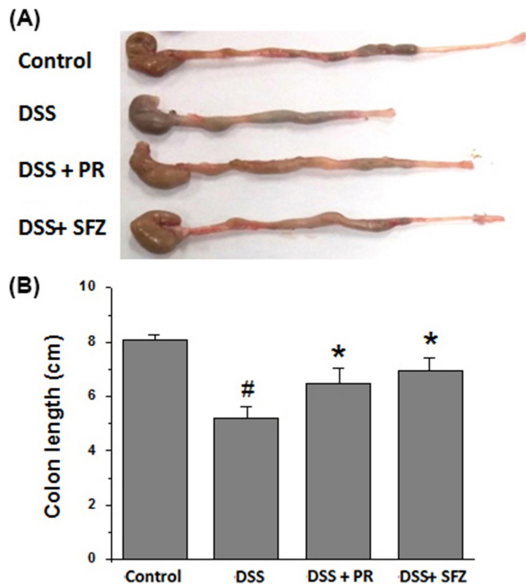 (A)
Control
DSS
DSS + PR
DSS+ SFZ
(B)
Colon length (cm)
10
8
6
4
2
0
#
*
*
Control
DSS
DSS + PR
DSS+ SFZ